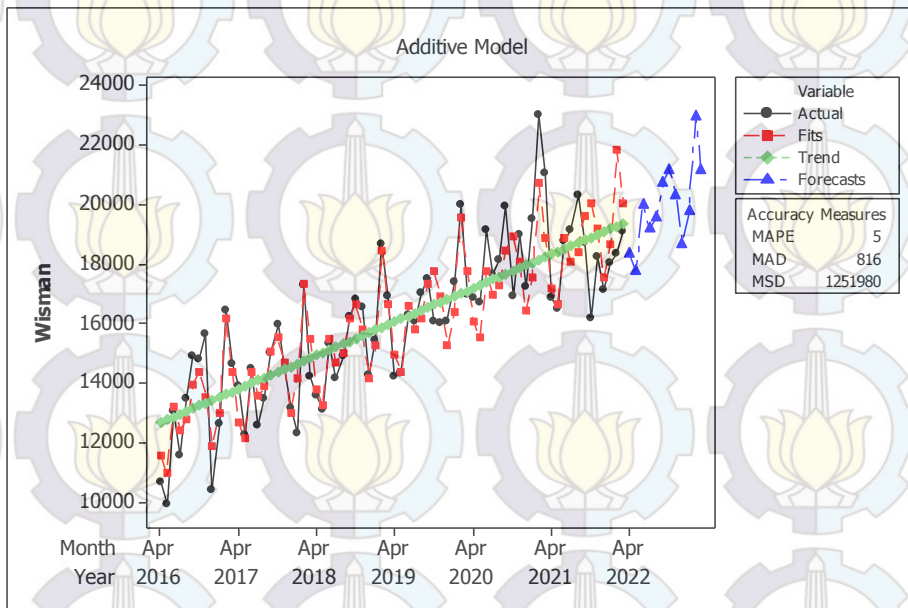 Additive Model
24000
22000
20000
18000
16000
14000
12000
10000
Wisman
Month Apr Apr Apr Apr Apr Apr Apr
Year 2016 2017 2018 2019 2020 2021 2022
Variable
Actual
Fits
Trend
Forecasts
Accuracy Measures
MAPE 5
MAD 816
MSD 1251980